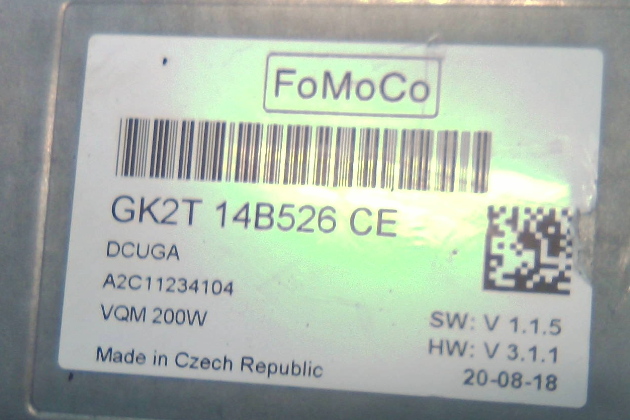 FoMoCo
GK2T 14B526 CE
DCUGA
A2C11234104
VQM 200W
Made in Czech Republic
SW: V 1.1.5
HW: V 3.1.1
20-08-18